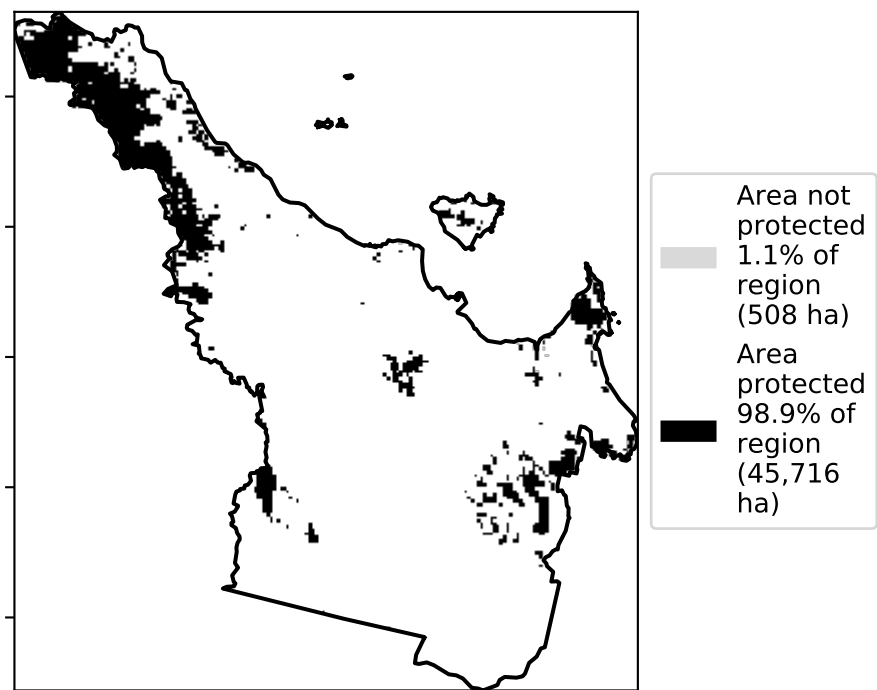 Area not
protected
1.1% of
region
(508 ha)
Area
protected
98.9% of
region
(45,716
ha)